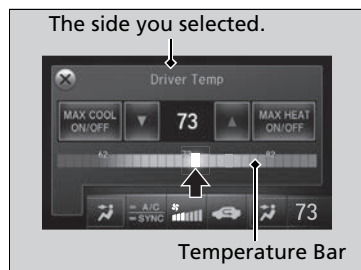 The side you selected.
Driver Temp
MAX COOL ON/OFF
73
MAX HEAT ON/OFF
62
72
82
A/C
SYNC
73
Temperature Bar